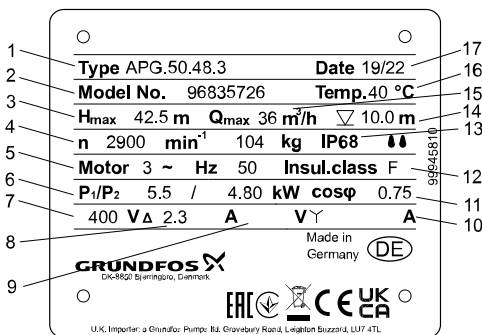 1 Type APG.50.48.3 Date 19/22 17
2 Model No. 96835726 Temp.40 °C 16
3 Hmax 42.5 m Qmax 36 m³/h 10.0 m 15
14
4 n 2900 min⁻¹ 104 kg IP68 13
5 Motor 3 ~ Hz 50 Insul.class F 12
6 P1/P2 5.5 / 4.80 kW cosφ 0.75 11
7 400 V Δ 2.3 A V Y A 10
8
9
99945810
Made in
Germany DE
GRUNDFOS X
DK-8850 Bjerringbro, Denmark
EAC CE UK
CA
U.K. Importer: o Grundfos Pumps ltd. Grovebury Road, Leighton Buzzard, LU7 4TL